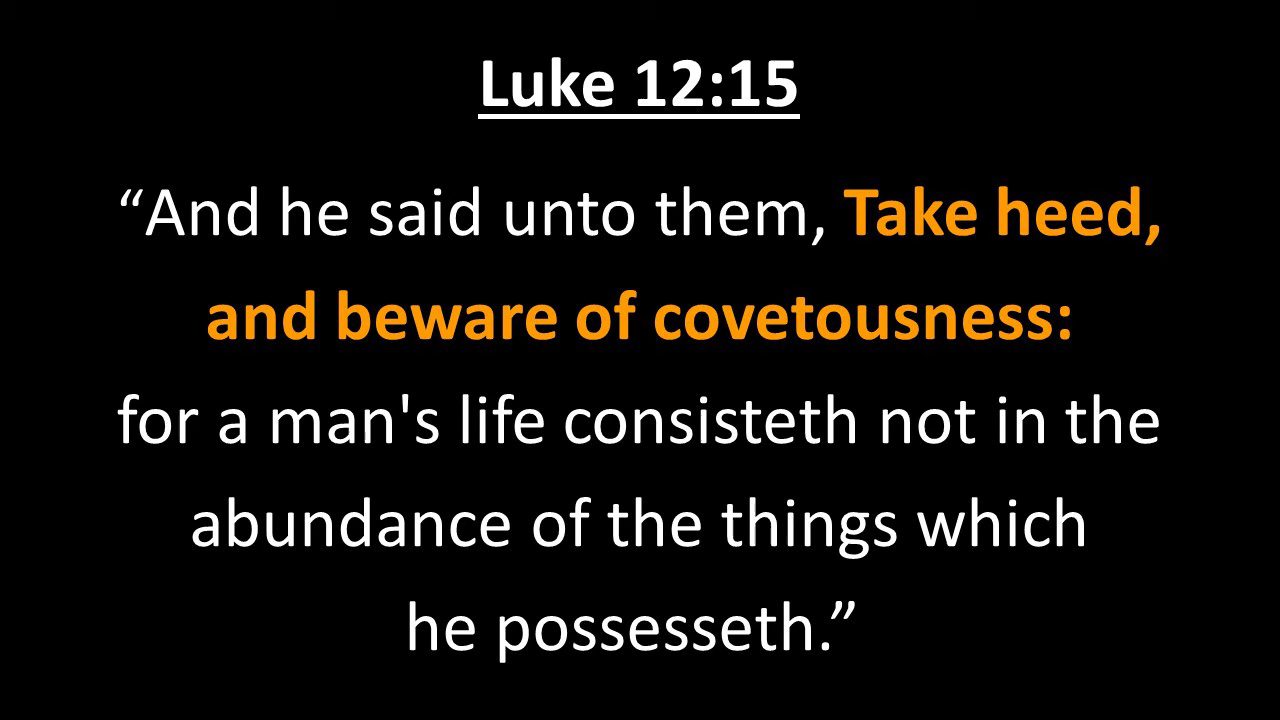 Luke 12:15
“And he said unto them, Take heed,
and beware of covetousness:
for a man's life consisteth not in the
abundance of the things which
he possesseth.”